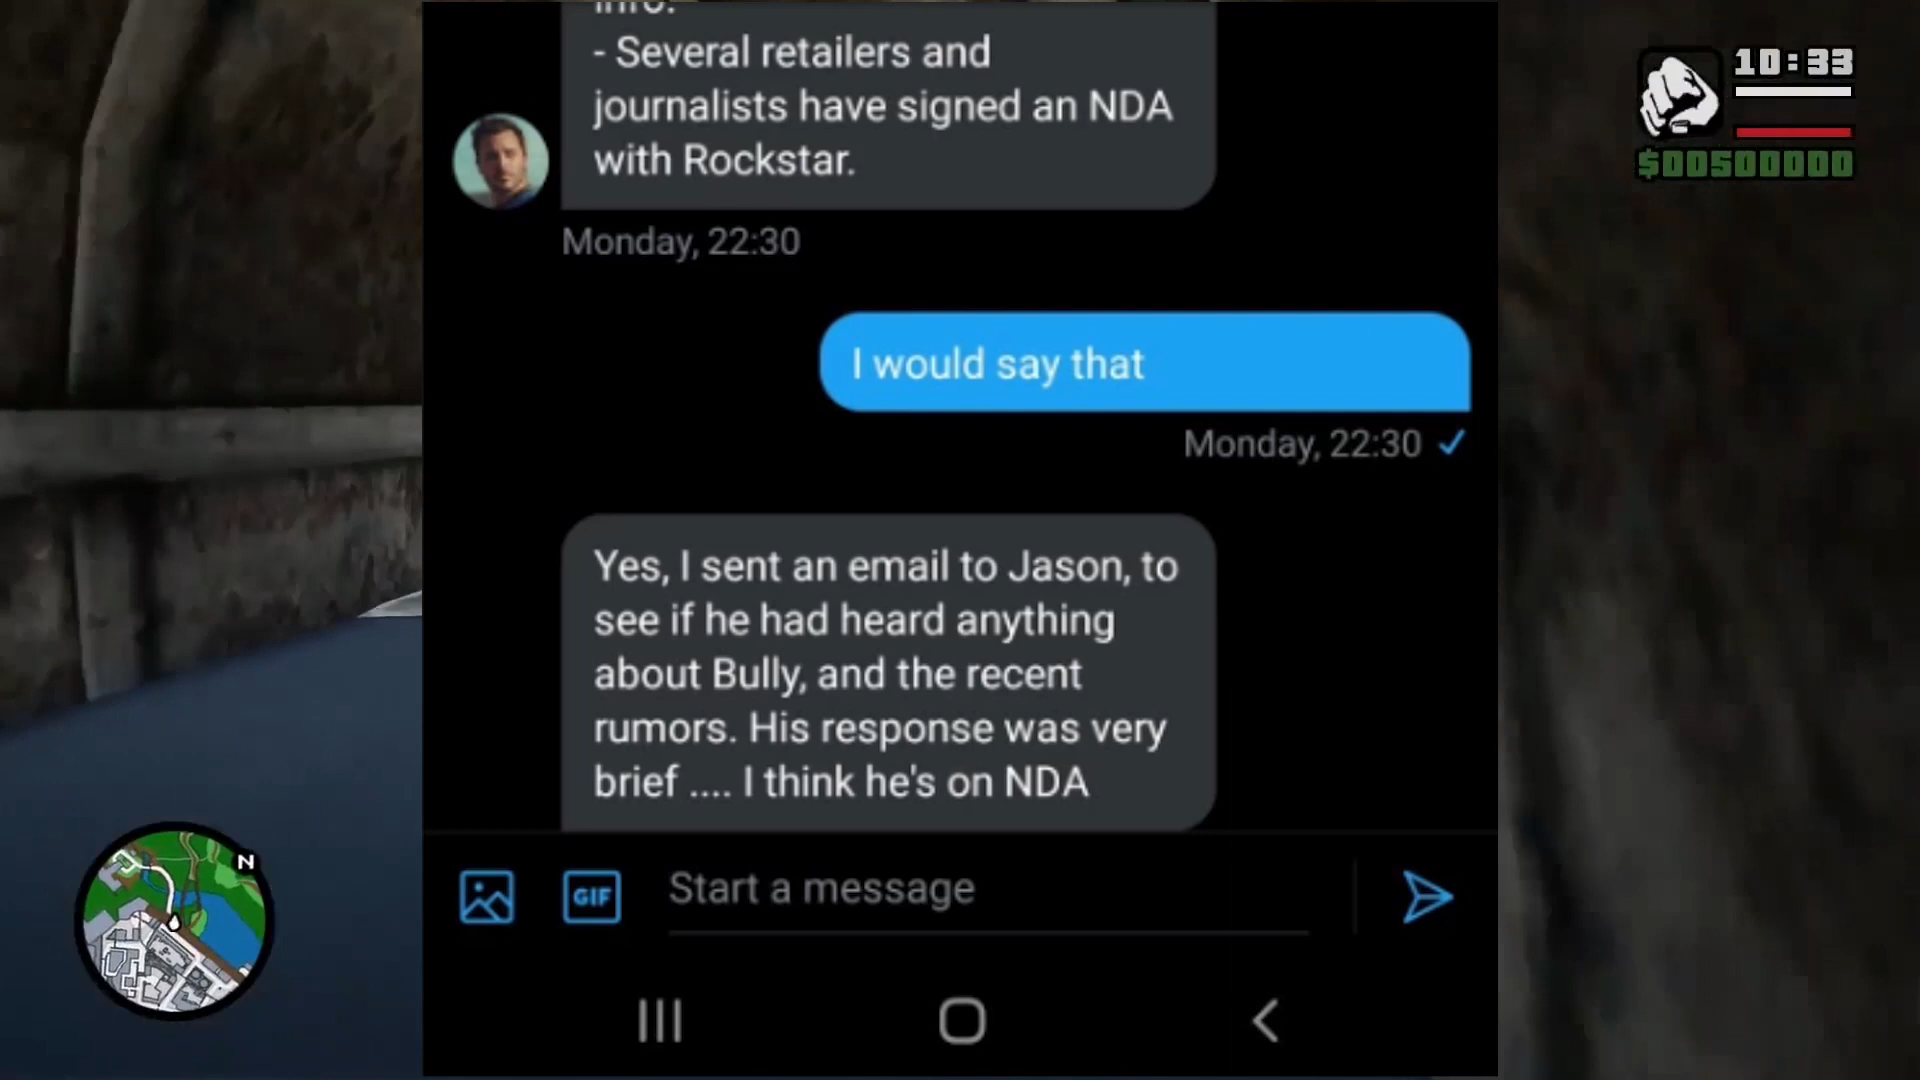 info.
- Several retailers and
journalists have signed an NDA
with Rockstar.
Monday, 22:30
I would say that
Monday, 22:30
Yes, I sent an email to Jason, to
see if he had heard anything
about Bully, and the recent
rumors. His response was very
brief .... I think he's on NDA
GIF
Start a message
10:33
$00500000
N